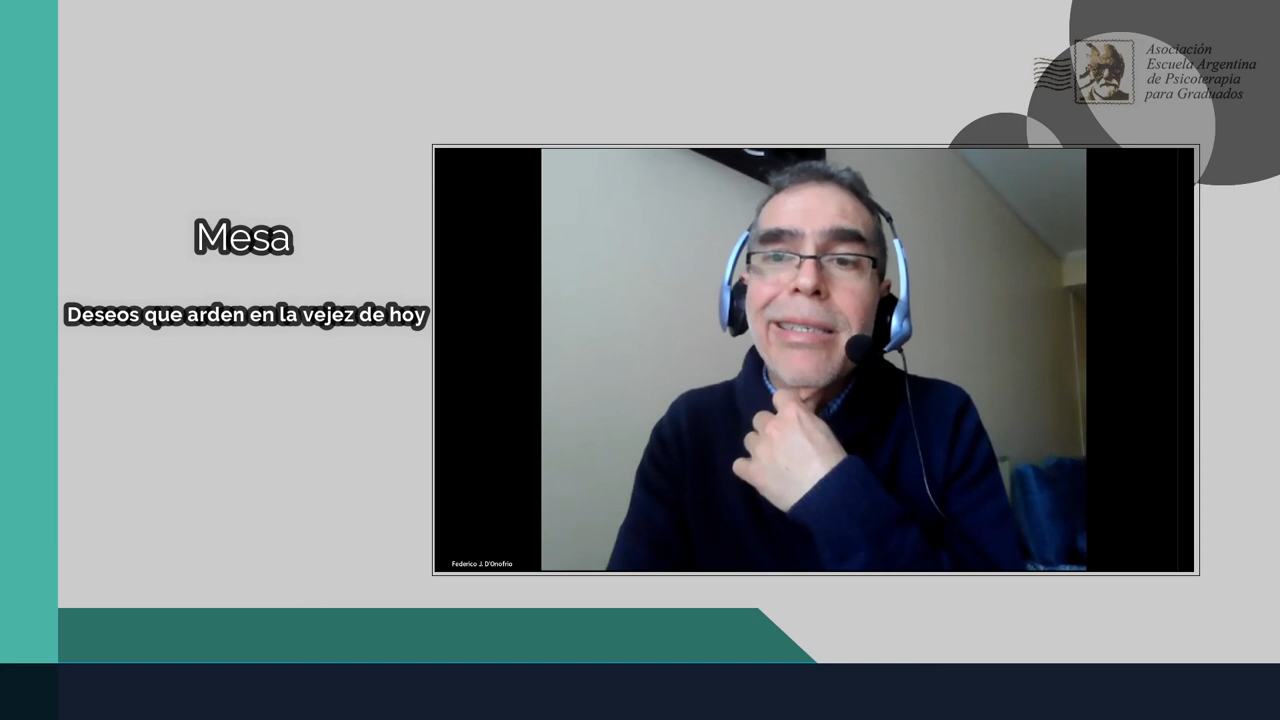 Asociación
Escuela Argentina
de Psicoterapia
para Graduados
Mesa
Deseos que arden en la vejez de hoy
Federico J. D'Onofrio